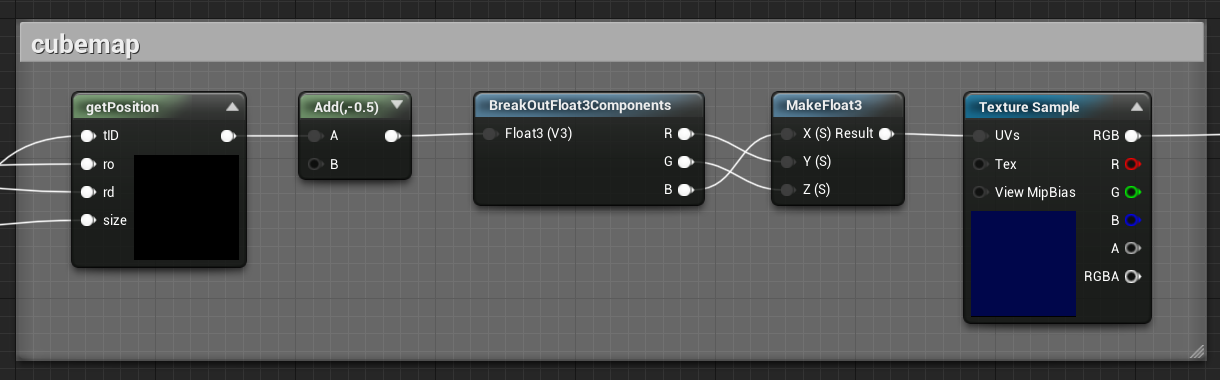 cubemap
getPosition
tID
ro
rd
size
Add(,-0.5)
A
B
BreakOutFloat3Components
Float3 (V3)
R
G
B
MakeFloat3
X (S) Result
Y (S)
Z (S)
Texture Sample
UVs RGB
Tex R
View MipBias G
B
A
RGBA